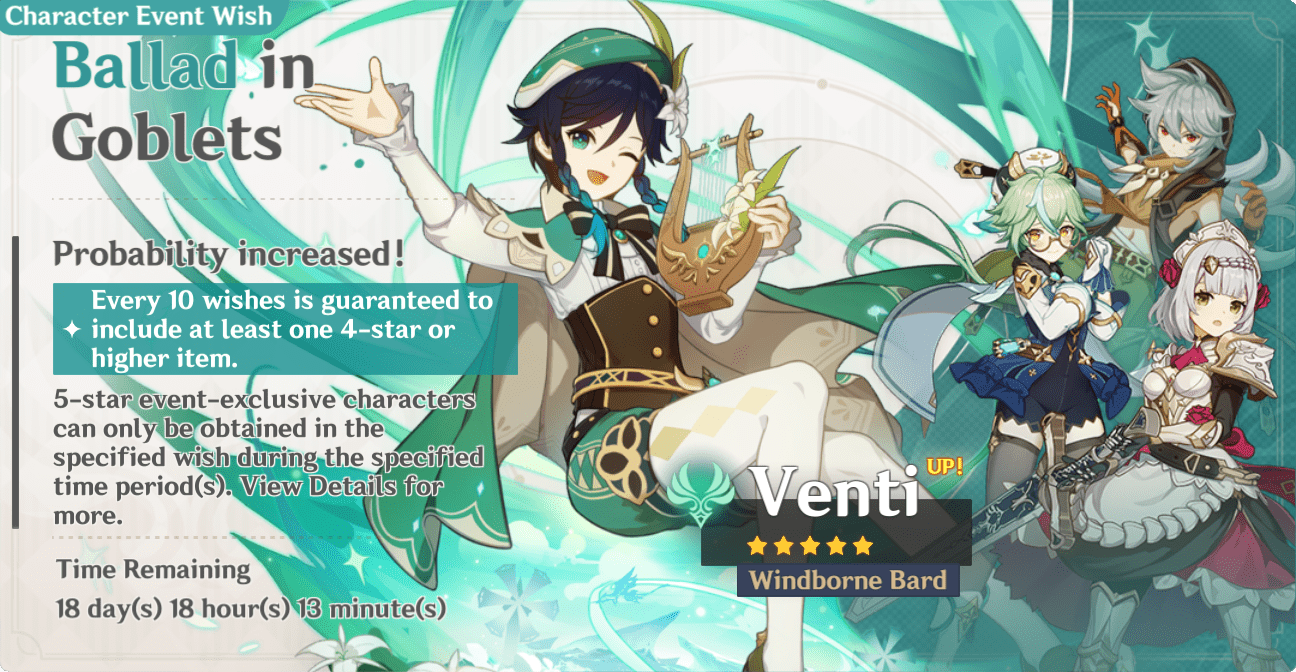 Character Event Wish
Ballad in
Goblets
Probability increased!
Every 10 wishes is guaranteed to
include at least one 4-star or
higher item.
5-star event-exclusive characters
can only be obtained in the
specified wish during the specified
time period(s). View Details for
more.
Time Remaining
18 day(s) 18 hour(s) 13 minute(s)
Venti UP!
Windborne Bard